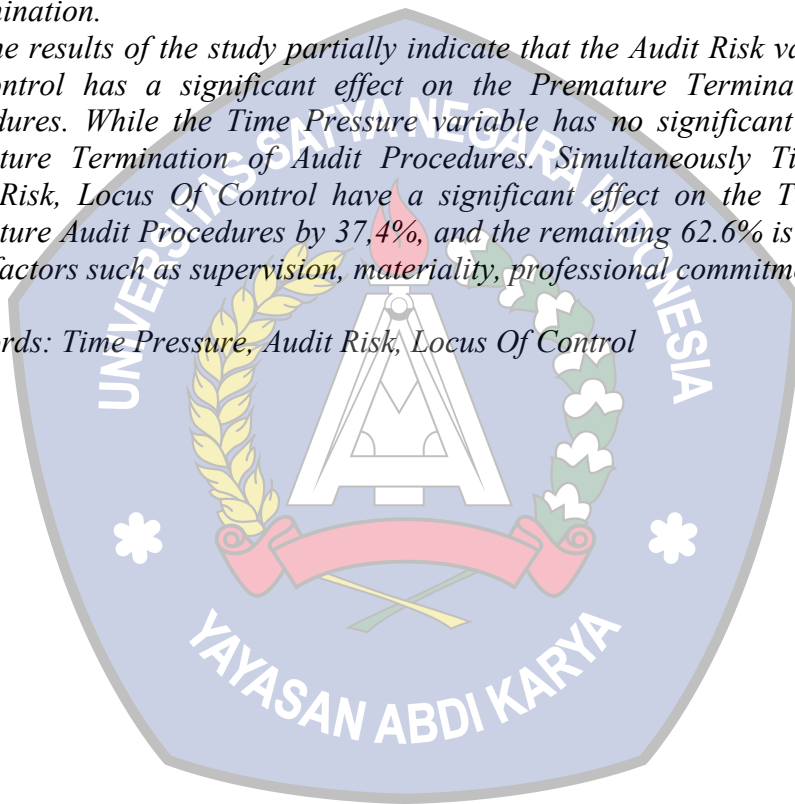 ination.
he results of the study partially indicate that the Audit Risk va
ontrol has a significant effect on the Premature Termina
dures. While the Time Pressure variable has no significant
ture Termination of Audit Procedures. Simultaneously Ti
Risk, Locus Of Control have a significant effect on the T
ture Audit Procedures by 37,4%, and the remaining 62.6% is
factors such as supervision, materiality, professional commitme
rds: Time Pressure, Audit Risk, Locus Of Control
UNIVERSITAS SATYA NEGARA INDONESIA
YAYASAN ABDI KARYA